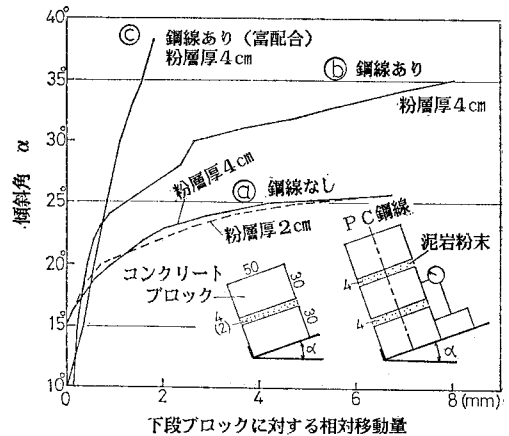 40°
35°
30°
25°
20°
15°
10°
傾斜角 α
ⓒ 鋼線あり(富配合)
粉層厚4cm
ⓑ 鋼線あり
粉層厚4cm
粉層厚4cm
ⓐ 鋼線なし
粉層厚2cm
コンクリート
ブロック
50
30
30
4
(2)
α
PC鋼線
泥岩粉末
4
4
α
0 2 4 6 8 (mm)
下段ブロックに対する相対移動量